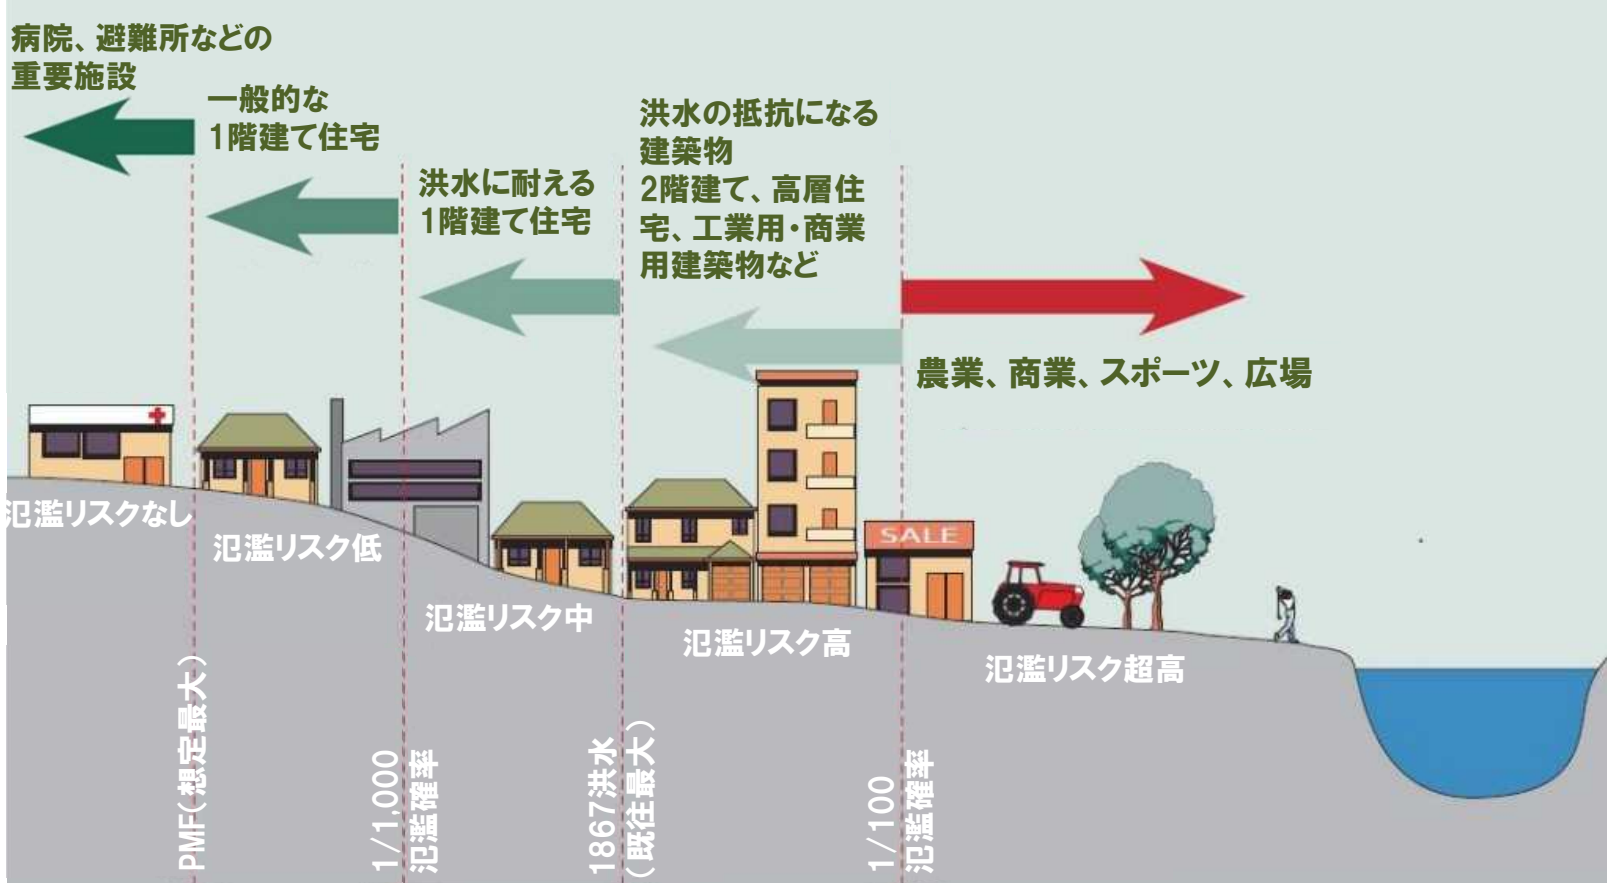 病院、避難所などの
重要施設
一般的な
1階建て住宅
洪水に耐える
1階建て住宅
洪水の抵抗になる
建築物
2階建て、高層住
宅、工業用・商業
用建築物など
農業、商業、スポーツ、広場
SALE
氾濫リスクなし
氾濫リスク低
氾濫リスク中
氾濫リスク高
氾濫リスク超高
PMF(想定最大)
1/1,000
氾濫確率
1867洪水
(既往最大)
1/100
氾濫確率